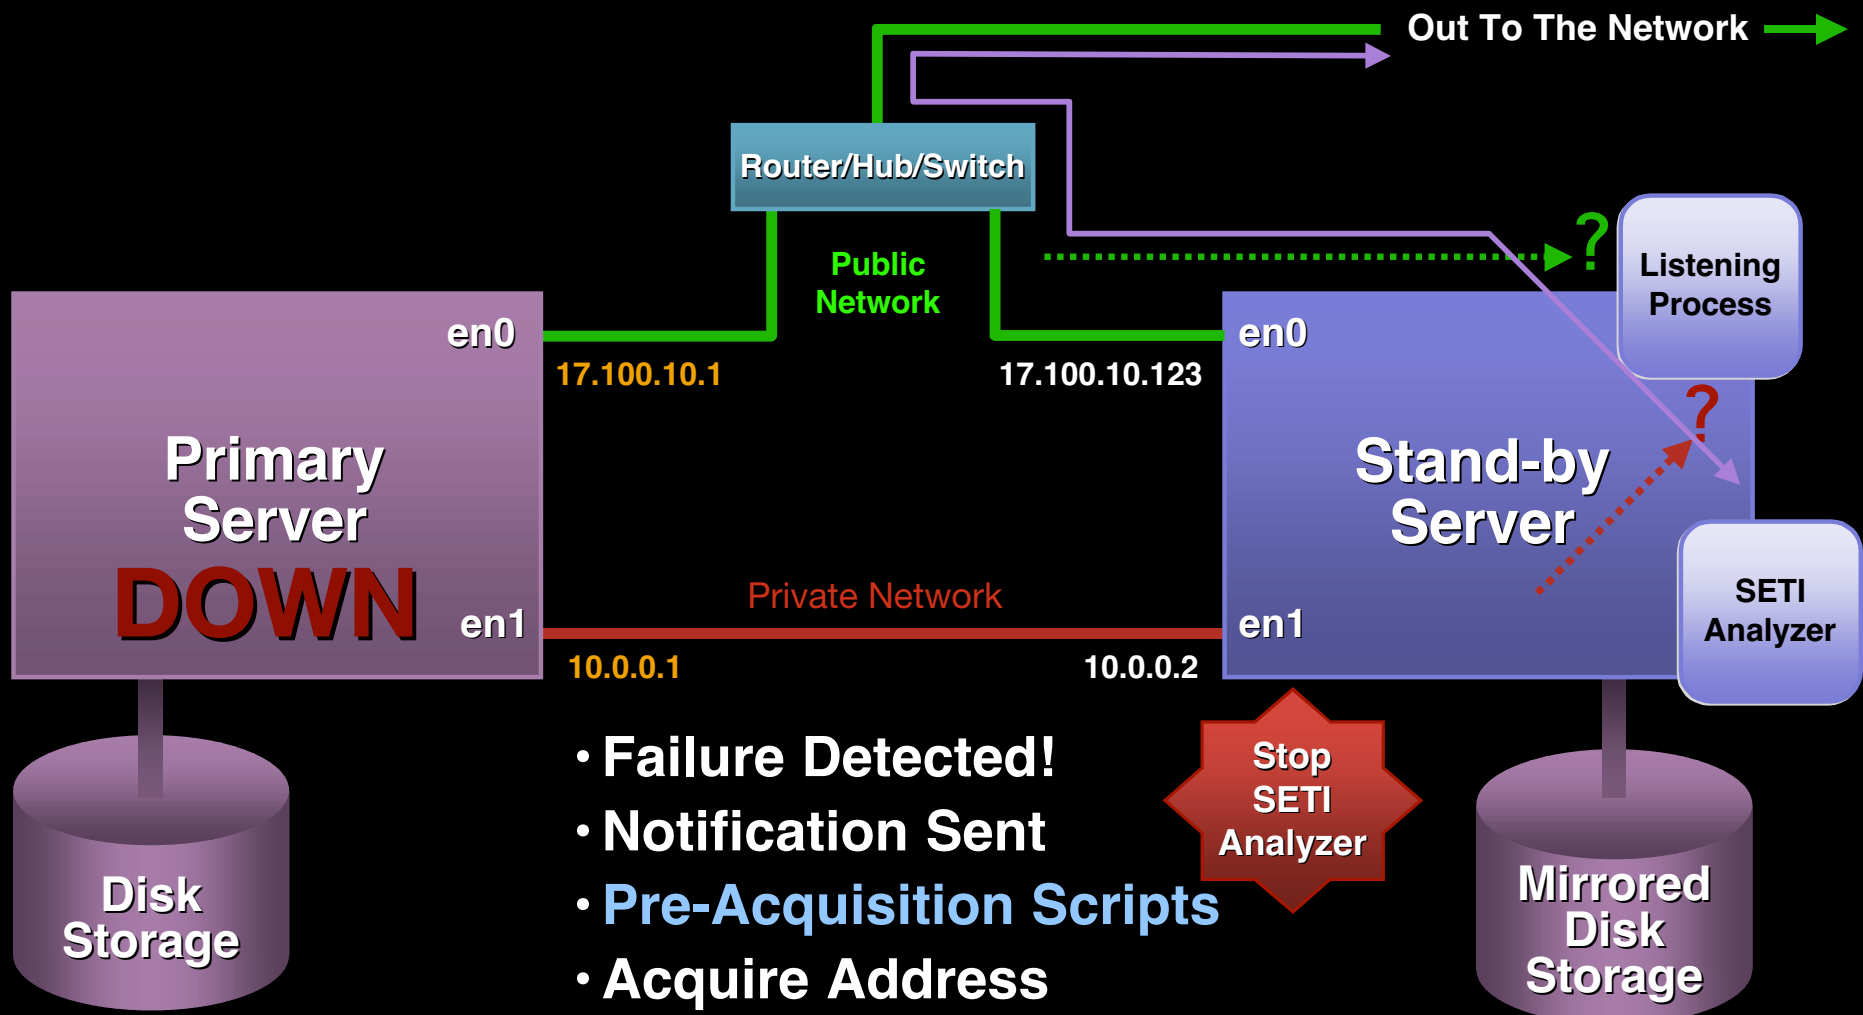 Out To The Network
Router/Hub/Switch
Public
Network
?
Listening
Process
en0
17.100.10.1
17.100.10.123
en0
?
Primary
Server
DOWN
Stand-by
Server
SETI
Analyzer
Private Network
en1
10.0.0.1
10.0.0.2
en1
• Failure Detected!
• Notification Sent
• Pre-Acquisition Scripts
• Acquire Address
Stop
SETI
Analyzer
Disk
Storage
Mirrored
Disk
Storage